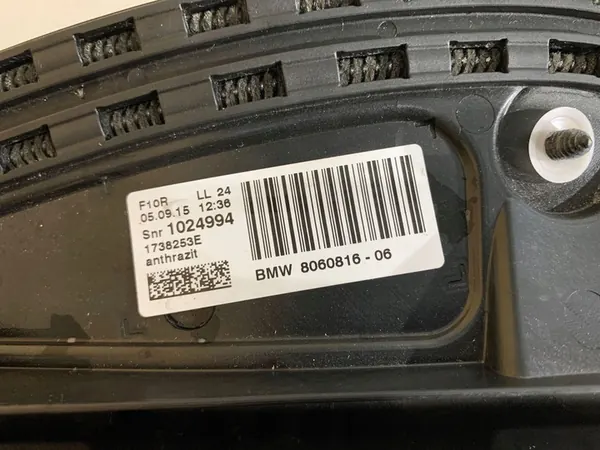 F10R LL 24
05.09.15 12:36
Snr 1024994
1738253E
anthrazit
BMW 8060816 - 06